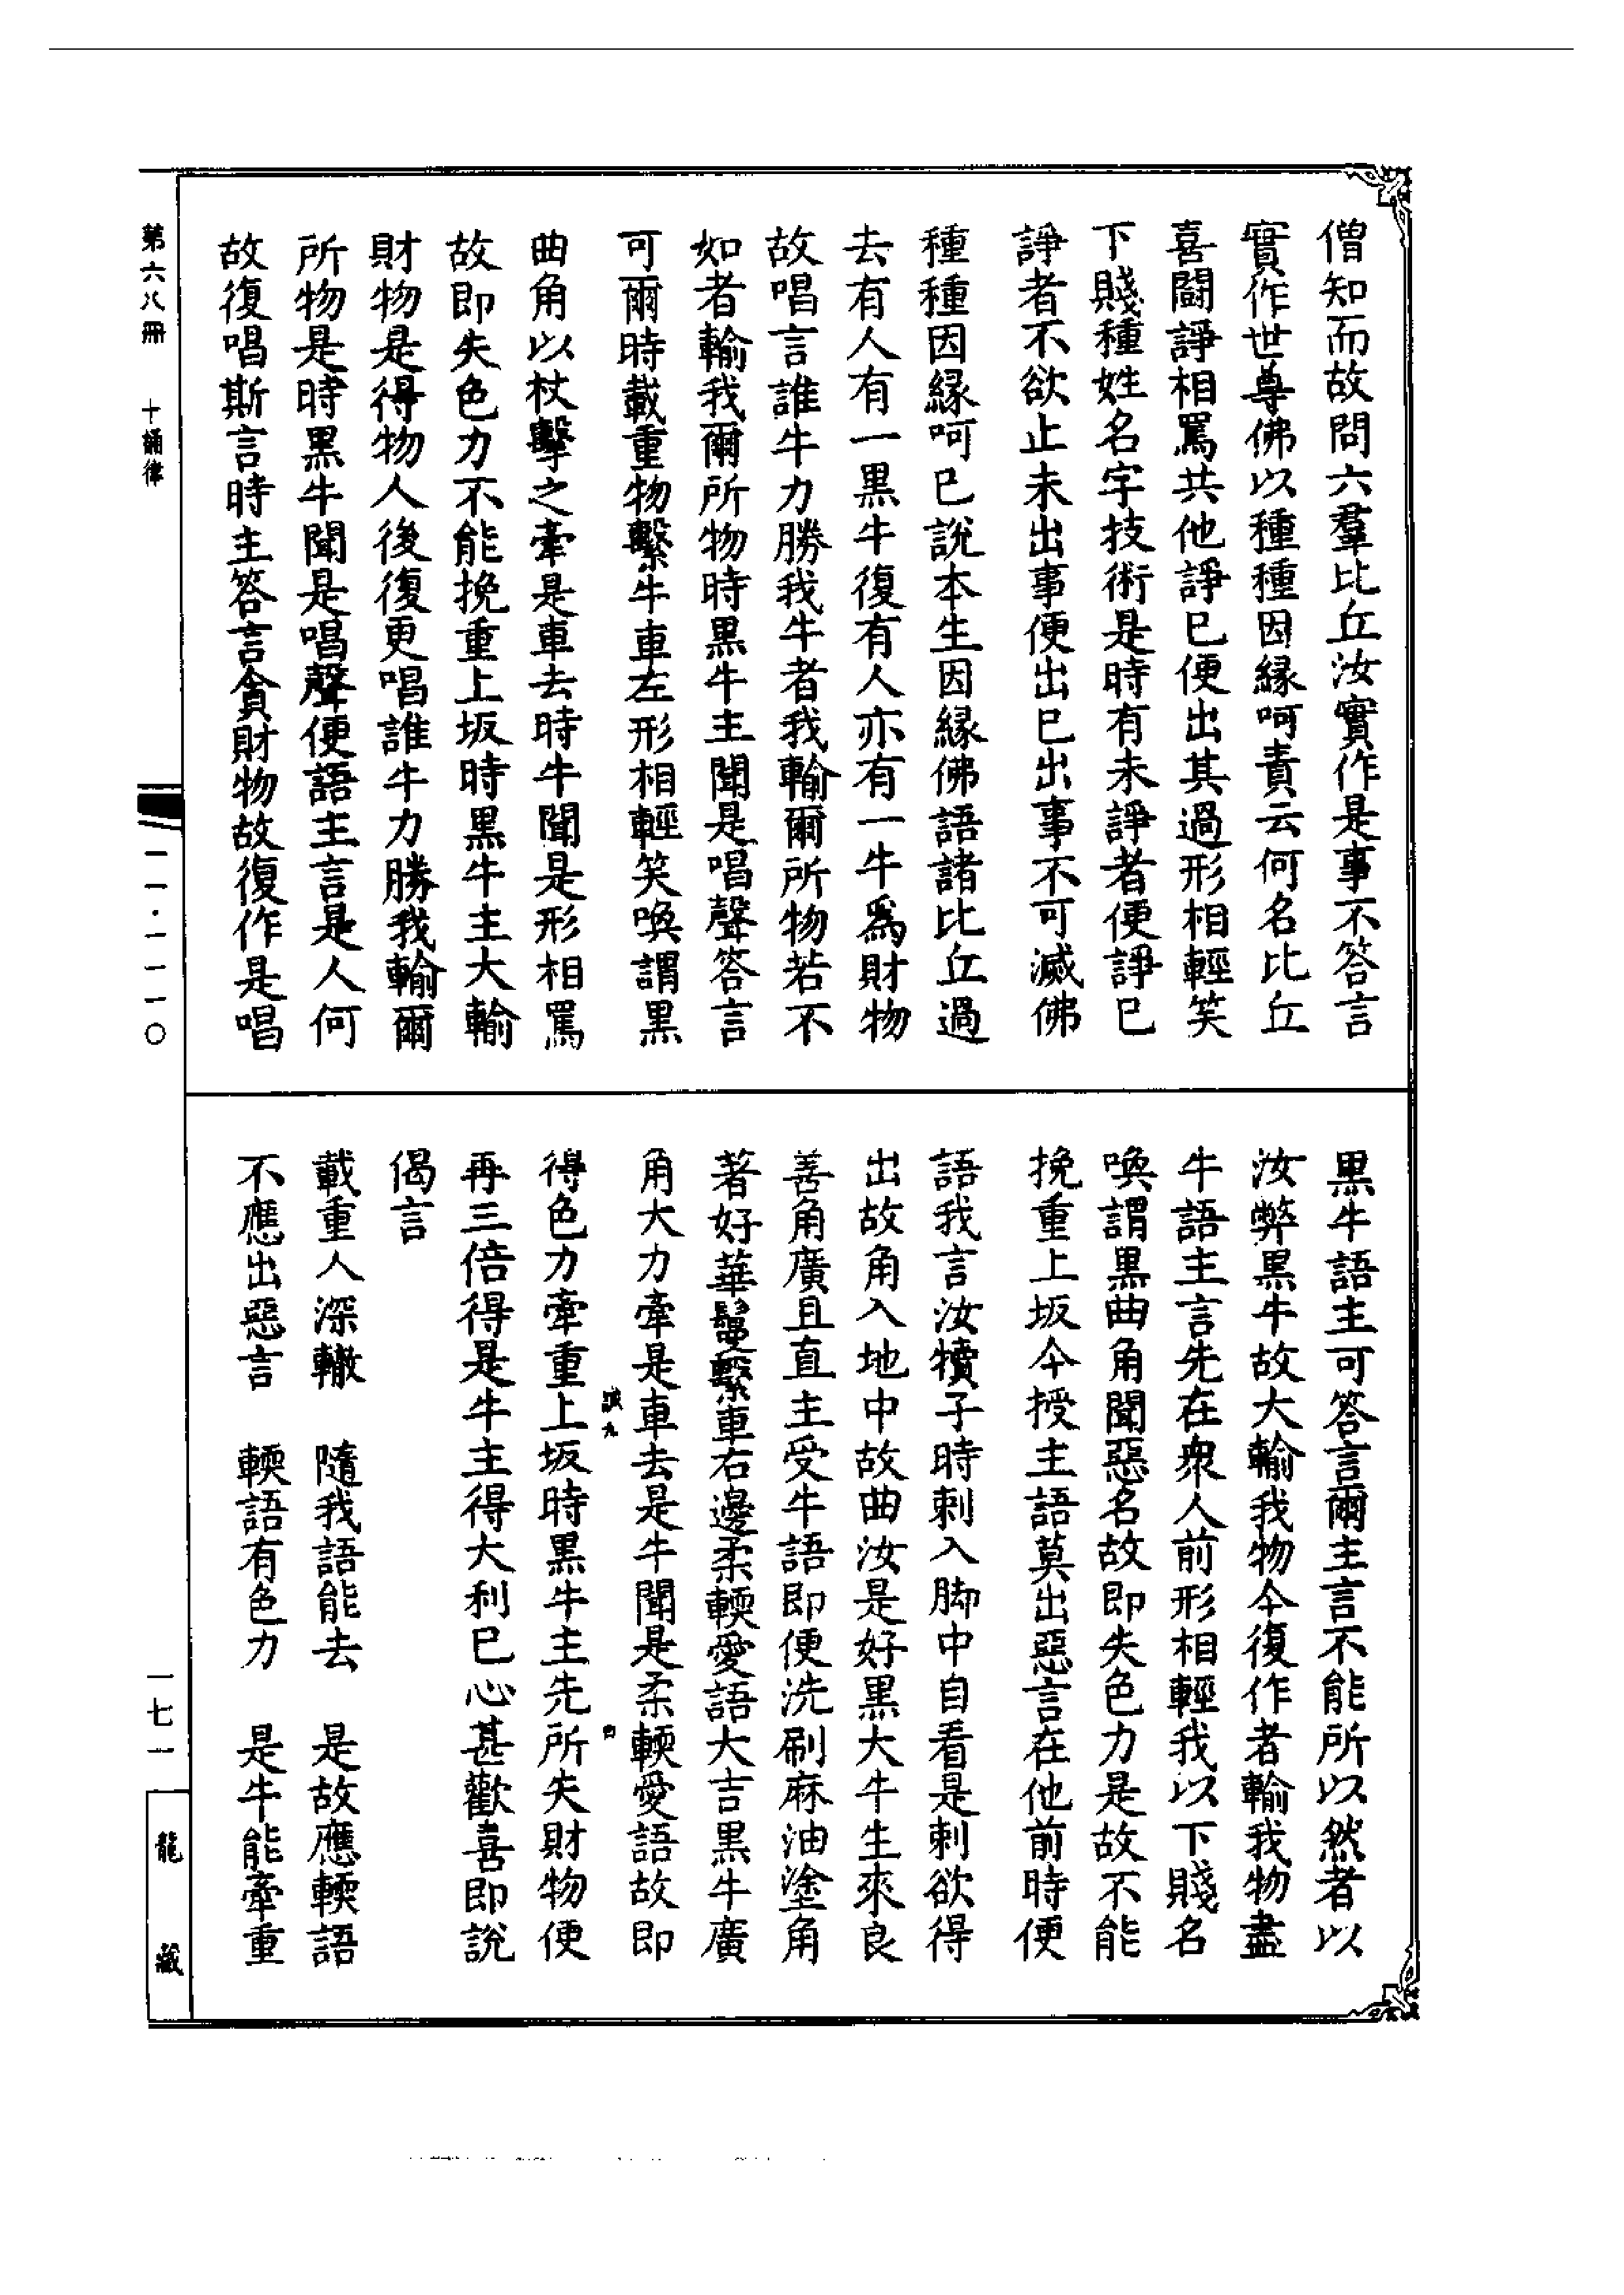 僧知而故問六羣比丘汝實作是事不答言
實作世尊佛以種種因緣呵責云何名比丘
喜鬪諍相罵共他諍已便出其過形相輕笑
下賤種姓名字技術是時有未諍者便諍已
諍者不欲止未出事便出已出事不可滅佛
種種因緣呵已說本生因緣佛語諸比丘過
去有人有一黑牛復有人亦有一牛爲財物
故唱言誰牛力勝我牛者我輸爾所物若不
如者輸我爾所物時黑牛主聞是唱聲答言
可爾時載重物繫牛車左形相輕笑喚謂黑
曲角以杖擊之牽是車去時牛聞是形相罵
故即失色力不能挽重上坂時黑牛主大輸
財物是得物人後復更唱誰牛力勝我輸爾
所物是時黑牛聞是唱聲便語主言是人何
故復唱斯言時主答言貪財物故復作是唱
黑牛語主可答言爾主言不能所以然者以
汝弊黑牛故大輸我物今復作者輸我物盡
牛語主言先在衆人前形相輕我以下賤名
喚謂黑曲角聞惡名故即失色力是故不能
挽重上坂今授主語莫出惡言在他前時便
語我言汝犢子時刺入脚中自看是刺欲得
出故角入地中故曲汝是好黑大牛生來良
善角廣且直主受牛語即便洗刷麻油塗角
著好華鬘繫車右邊柔輭愛語大吉黑牛廣
角大力牽是車去是牛聞是柔輭愛語故即
得色力牽重上坂時黑牛主先所失財物便
再三倍得是牛主得大利已心甚歡喜即說
偈言
載重入深轍　隨我語能去　是故應輭語
不應出惡言　輭語有色力　是牛能牽重
第六八冊　十誦律
一一·一一一〇
一七一
龍藏